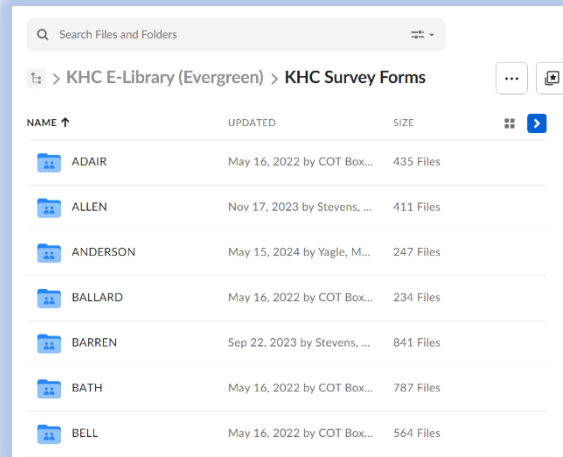 Search Files and Folders
> KHC E-Library (Evergreen) > KHC Survey Forms
NAME ↑ UPDATED SIZE
ADAIR May 16, 2022 by COT Box... 435 Files
ALLEN Nov 17, 2023 by Stevens, ... 411 Files
ANDERSON May 15, 2024 by Yagle, M... 247 Files
BALLARD May 16, 2022 by COT Box... 234 Files
BARREN Sep 22, 2023 by Stevens, ... 841 Files
BATH May 16, 2022 by COT Box... 787 Files
BELL May 16, 2022 by COT Box... 564 Files